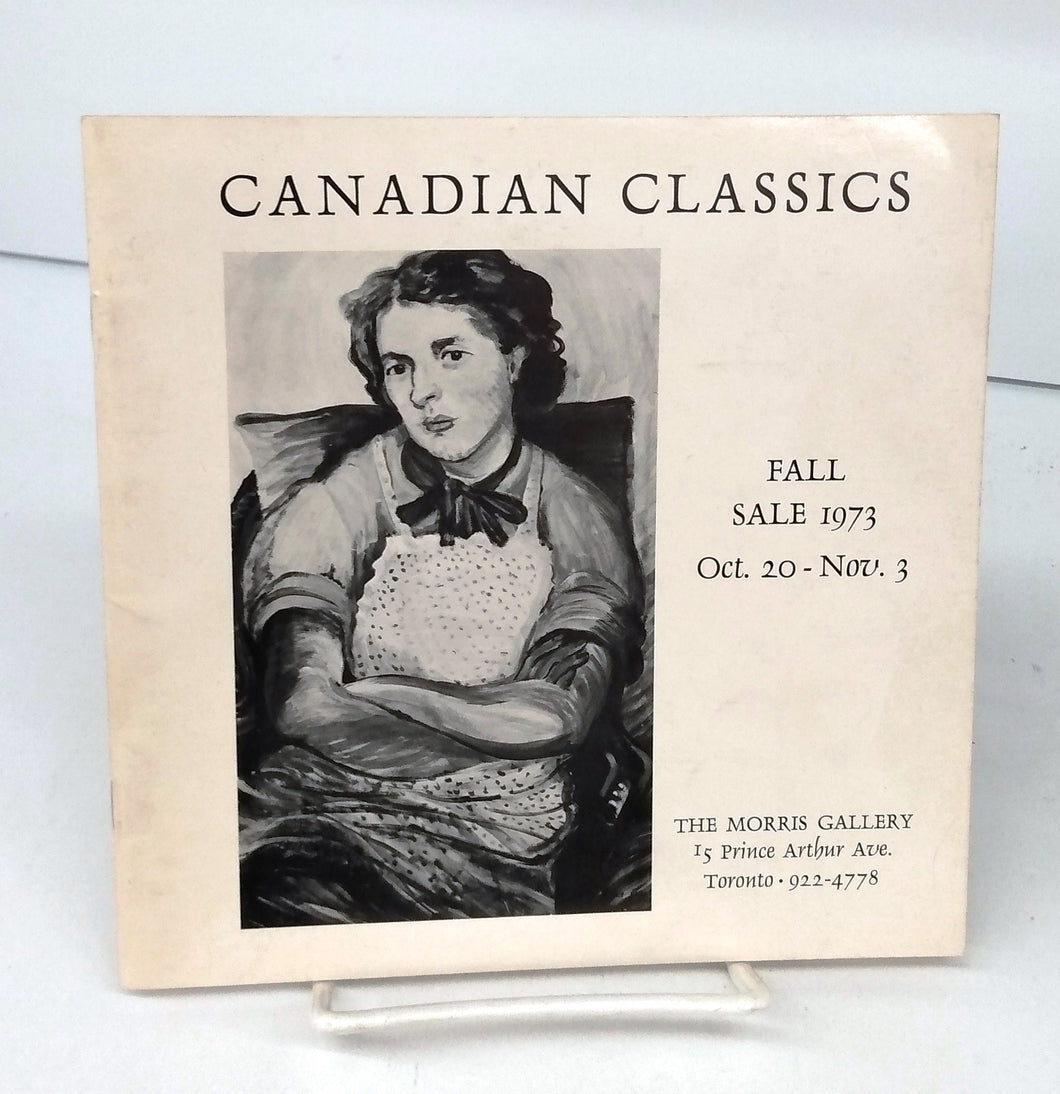 CANADIAN CLASSICS
FALL
SALE 1973
Oct. 20 - Nov. 3
THE MORRIS GALLERY
15 Prince Arthur Ave.
Toronto · 922-4778